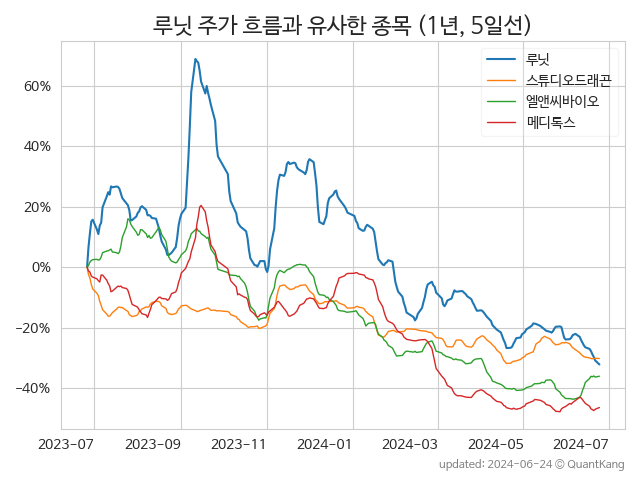 루닛 주가 흐름과 유사한 종목 (1년, 5일선)
루닛
스튜디오드래곤
엘앤씨바이오
메디톡스
60%
40%
20%
0%
−20%
−40%
2023-07
2023-09
2023-11
2024-01
2024-03
2024-05
2024-07
updated: 2024-06-24 © QuantKang